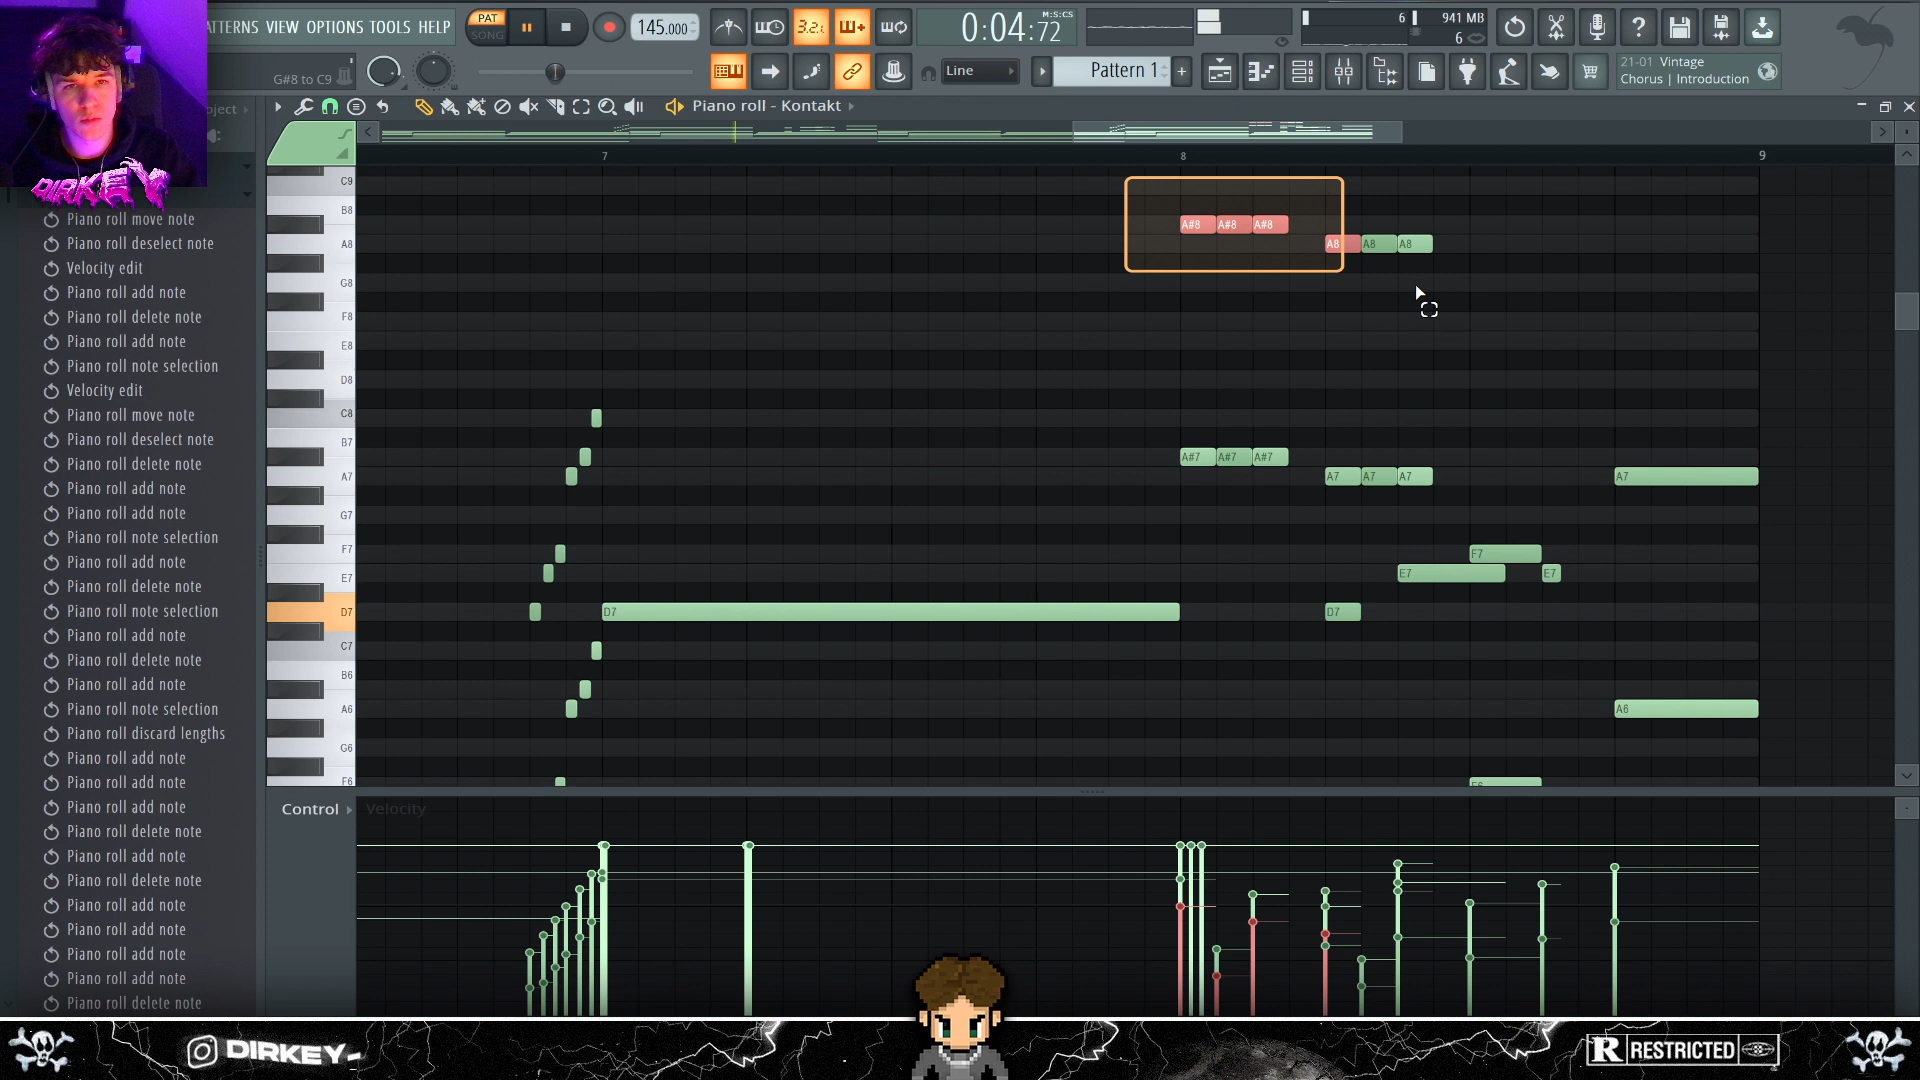 PATTERNS VIEW OPTIONS TOOLS HELP
PAT
SONG
145.000
3.2.
0:04:72
M:S:CS
6
941 MB
6
G#8 to C9
Line
Pattern 1
21-01 Vintage
Chorus | Introduction
Piano roll - Kontakt
DIRKEY
7
8
9
Piano roll move note
Piano roll deselect note
Velocity edit
Piano roll add note
Piano roll delete note
Piano roll add note
Piano roll note selection
Velocity edit
Piano roll move note
Piano roll deselect note
Piano roll delete note
Piano roll add note
Piano roll add note
Piano roll note selection
Piano roll add note
Piano roll delete note
Piano roll note selection
Piano roll add note
Piano roll delete note
Piano roll add note
Piano roll note selection
Piano roll discard lengths
Piano roll add note
Piano roll add note
Piano roll add note
Piano roll delete note
Piano roll add note
Piano roll delete note
Piano roll add note
Piano roll add note
Piano roll add note
Piano roll add note
Piano roll delete note
C9
B8
A#8 A#8 A#8
A8
A8 A8 A8
G8
F8
E8
D8
C8
B7
A#7 A#7 A#7
A7
A7 A7 A7
A7
G7
F7
F7
E7
E7
E7
D7
D7
D7
C7
B6
A6
A6
G6
F6
Control
Velocity
DIRKEY-
R RESTRICTED